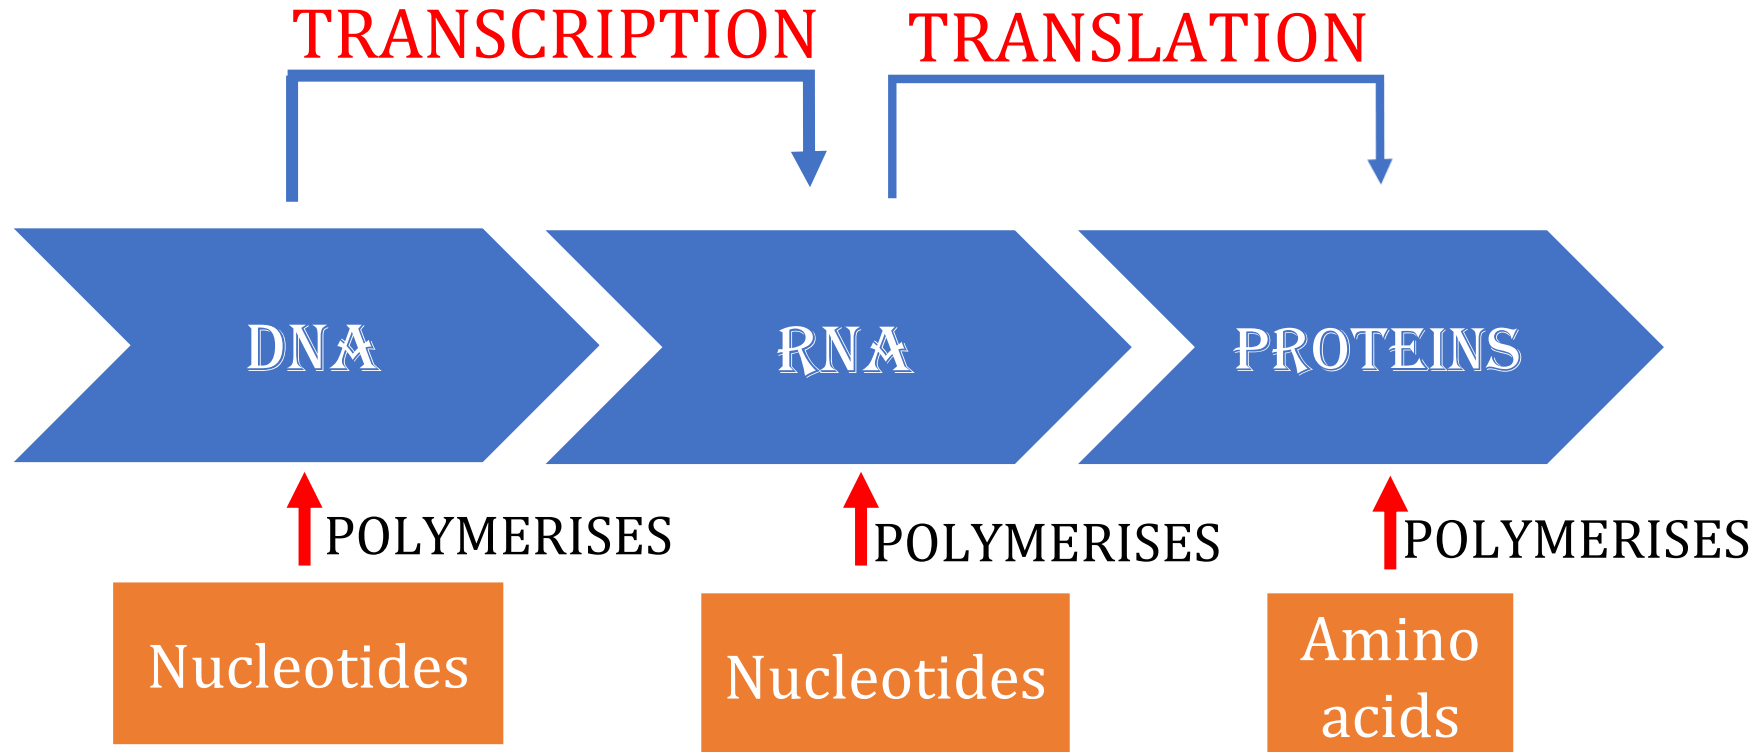 TRANSCRIPTION
TRANSLATION
DNA
RNA
PROTEINS
POLYMERISES
POLYMERISES
POLYMERISES
Nucleotides
Nucleotides
Amino
acids